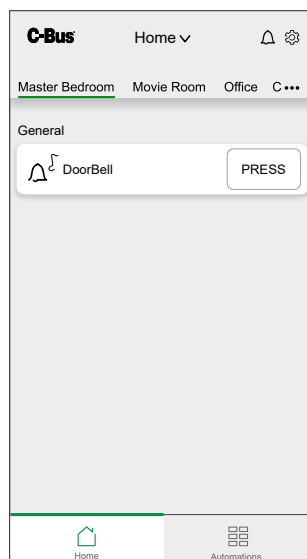 C-Bus Home
Master Bedroom Movie Room Office C•••
General
DoorBell PRESS
Home Automations